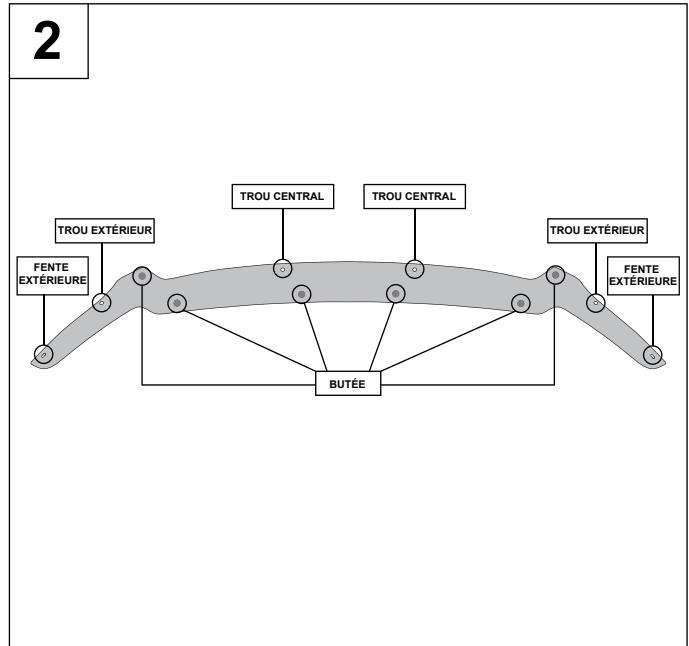 2
TROU CENTRAL
TROU CENTRAL
TROU EXTÉRIEUR
TROU EXTÉRIEUR
FENTE
EXTÉRIEURE
FENTE
EXTÉRIEURE
BUTÉE